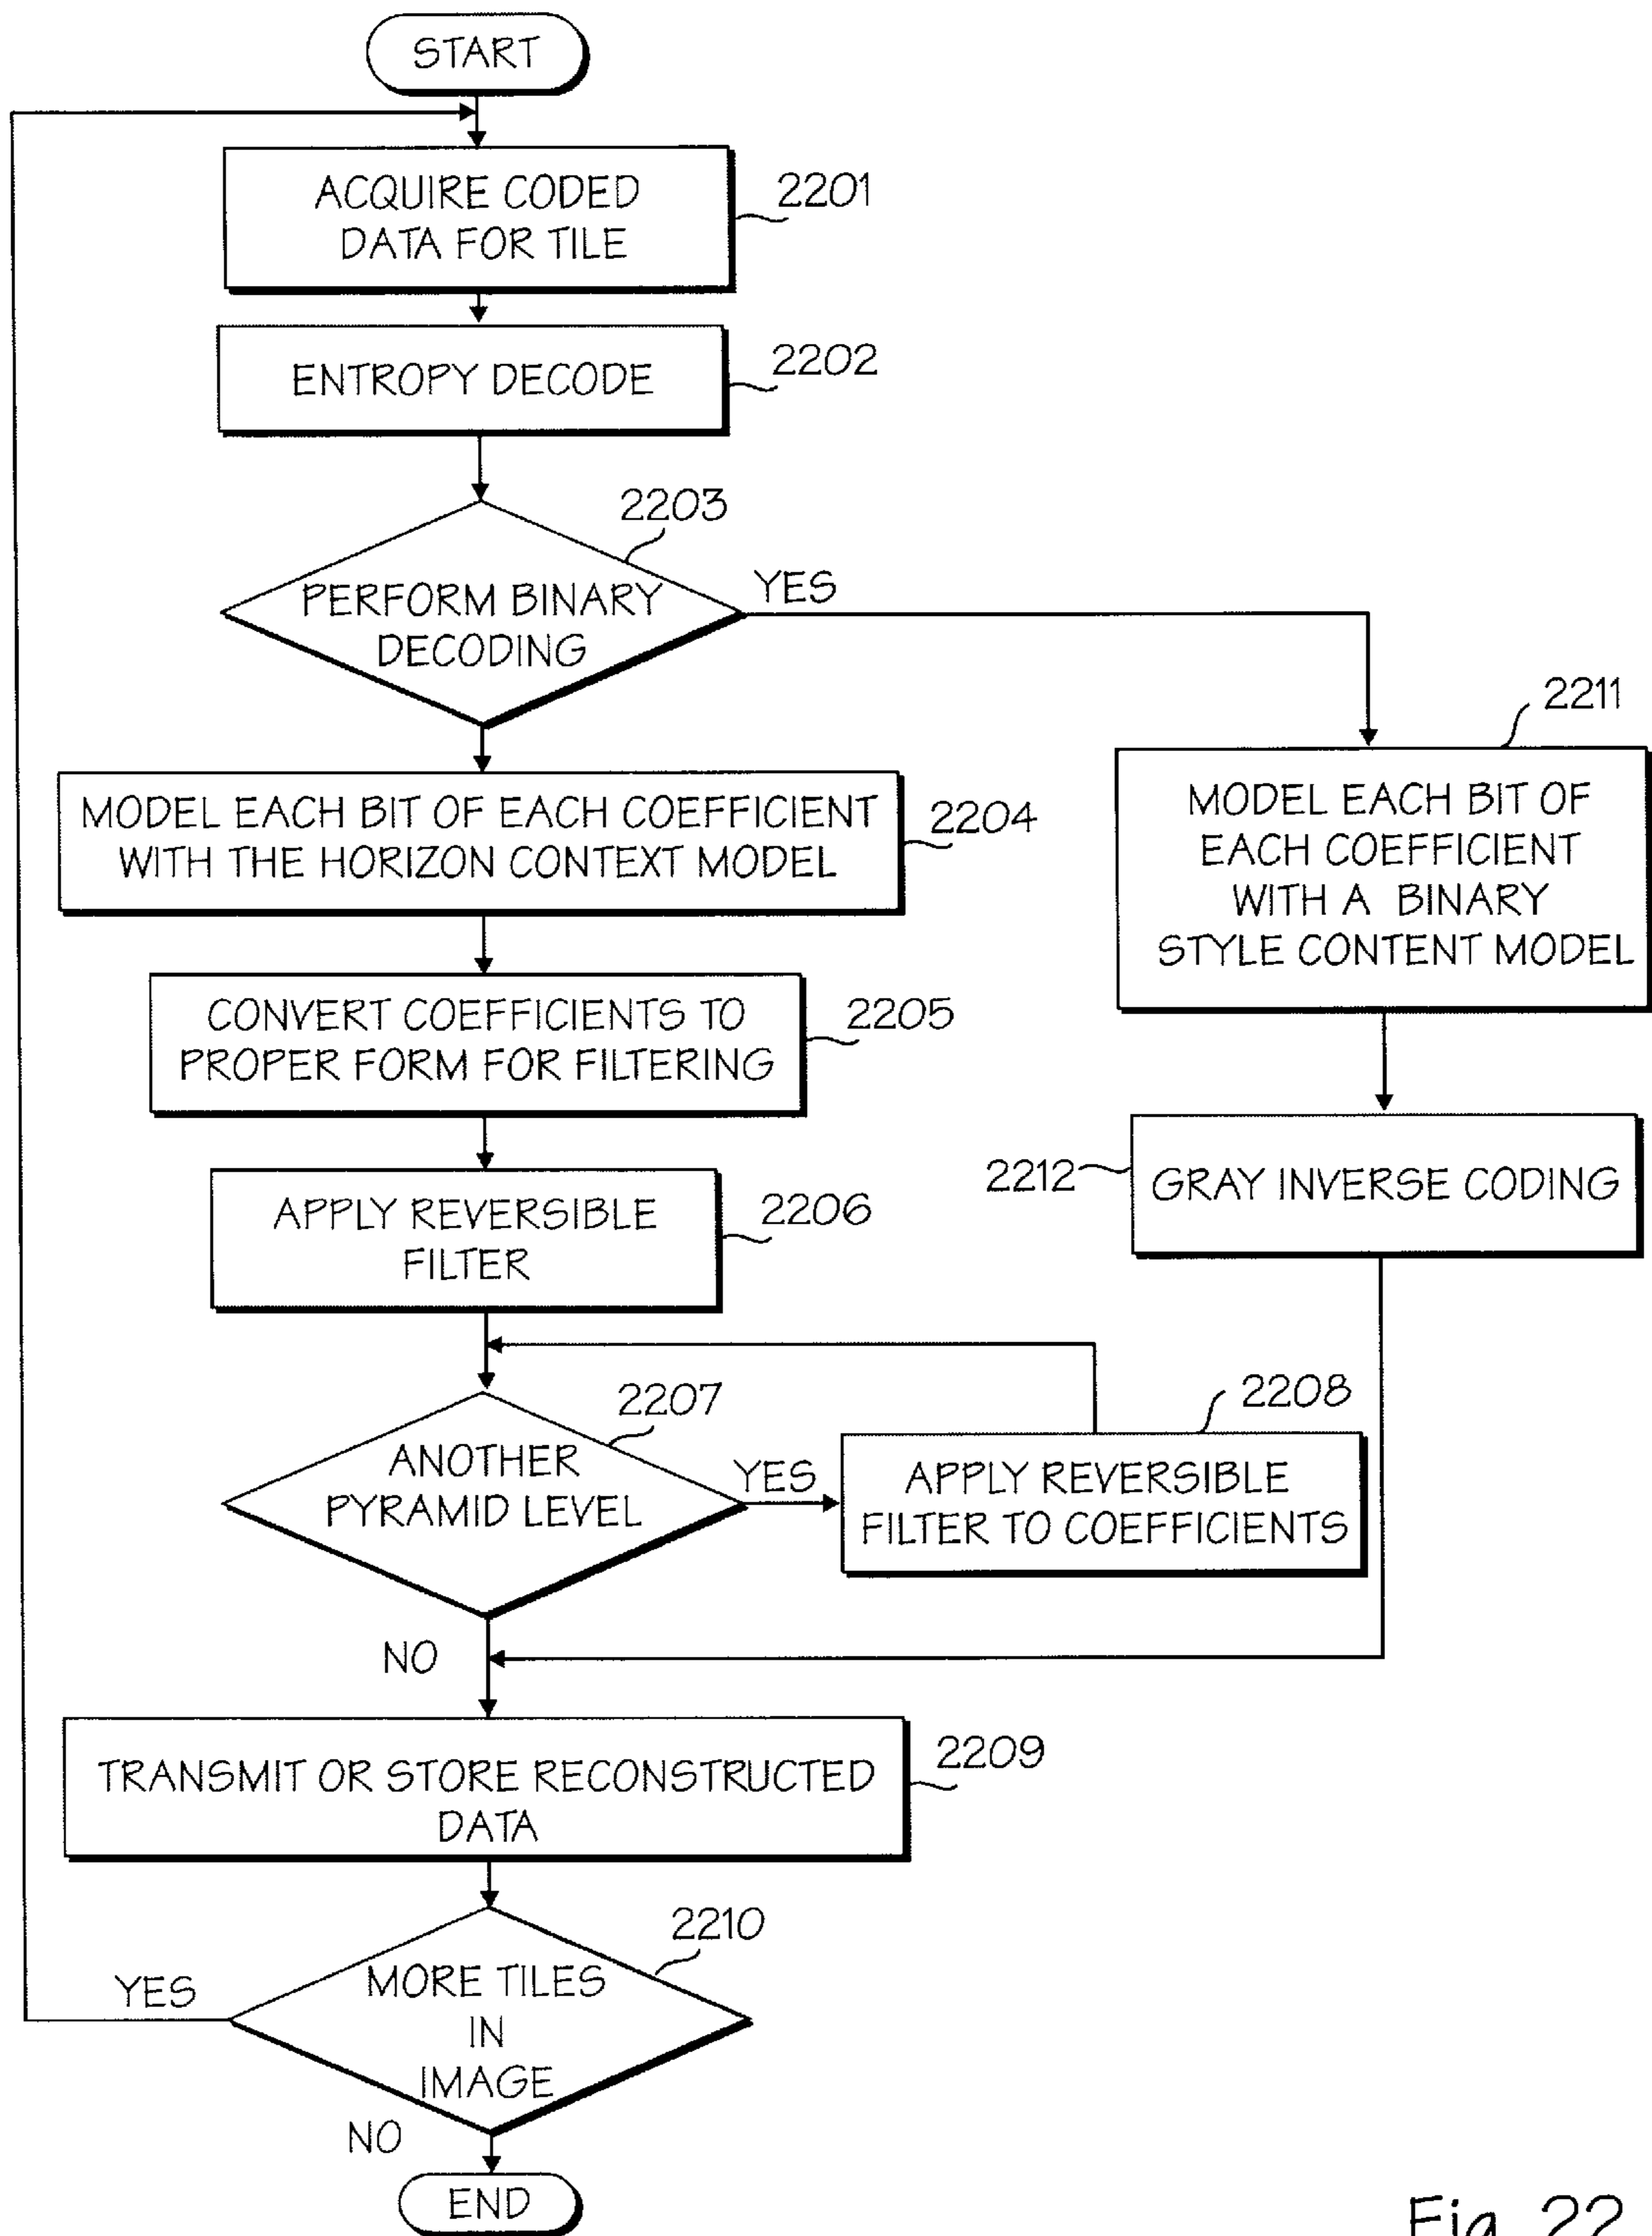 START
ACQUIRE CODED
DATA FOR TILE
2201
ENTROPY DECODE
2202
2203
PERFORM BINARY
DECODING
YES
MODEL EACH BIT OF EACH COEFFICIENT
WITH THE HORIZON CONTEXT MODEL
2204
2211
MODEL EACH BIT OF
EACH COEFFICIENT
WITH A BINARY
STYLE CONTENT MODEL
CONVERT COEFFICIENTS TO
PROPER FORM FOR FILTERING
2205
2212
GRAY INVERSE CODING
APPLY REVERSIBLE
FILTER
2206
2207
ANOTHER
PYRAMID LEVEL
YES
2208
APPLY REVERSIBLE
FILTER TO COEFFICIENTS
NO
TRANSMIT OR STORE RECONSTRUCTED
DATA
2209
2210
MORE TILES
IN
IMAGE
YES
NO
END
Fig. 22